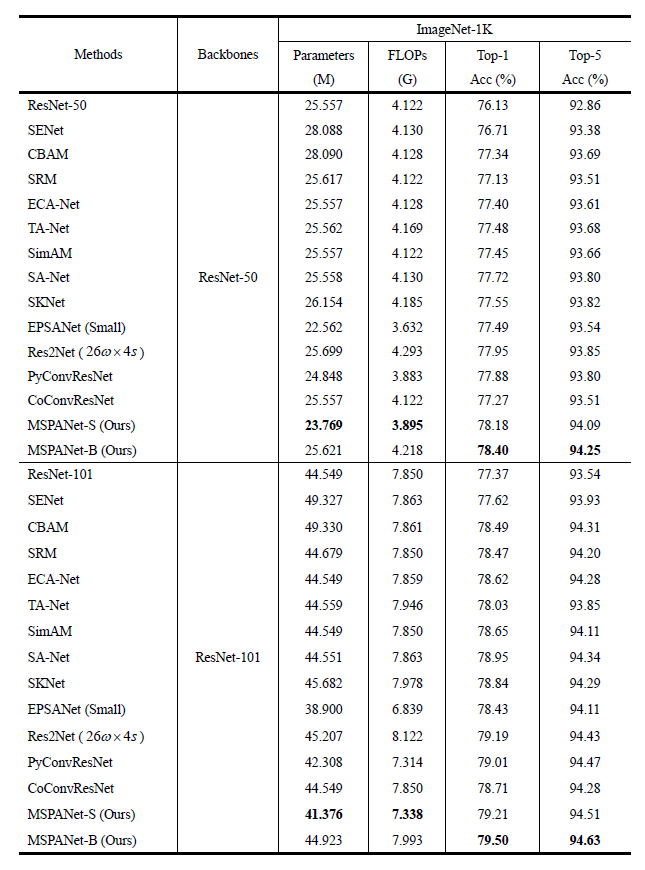 ImageNet-1K
Methods Backbones Parameters FLOPs Top-1 Top-5
(M) (G) Acc (%) Acc (%)
ResNet-50 25.557 4.122 76.13 92.86
SENet 28.088 4.130 76.71 93.38
CBAM 28.090 4.128 77.34 93.69
SRM 25.617 4.122 77.13 93.51
ECA-Net 25.557 4.128 77.40 93.61
TA-Net 25.562 4.169 77.48 93.68
SimAM 25.557 4.122 77.45 93.66
SA-Net ResNet-50 25.558 4.130 77.72 93.80
SKNet 26.154 4.185 77.55 93.82
EPSANet (Small) 22.562 3.632 77.49 93.54
Res2Net ( 26ω×4s ) 25.699 4.293 77.95 93.85
PyConvResNet 24.848 3.883 77.88 93.80
CoConvResNet 25.557 4.122 77.27 93.51
MSPANet-S (Ours) 23.769 3.895 78.18 94.09
MSPANet-B (Ours) 25.621 4.218 78.40 94.25
ResNet-101 44.549 7.850 77.37 93.54
SENet 49.327 7.863 77.62 93.93
CBAM 49.330 7.861 78.49 94.31
SRM 44.679 7.850 78.47 94.20
ECA-Net 44.549 7.859 78.62 94.28
TA-Net 44.559 7.946 78.03 93.85
SimAM 44.549 7.850 78.65 94.11
SA-Net ResNet-101 44.551 7.863 78.95 94.34
SKNet 45.682 7.978 78.84 94.29
EPSANet (Small) 38.900 6.839 78.43 94.11
Res2Net ( 26ω×4s ) 45.207 8.122 79.19 94.43
PyConvResNet 42.308 7.314 79.01 94.47
CoConvResNet 44.549 7.850 78.71 94.28
MSPANet-S (Ours) 41.376 7.338 79.21 94.51
MSPANet-B (Ours) 44.923 7.993 79.50 94.63